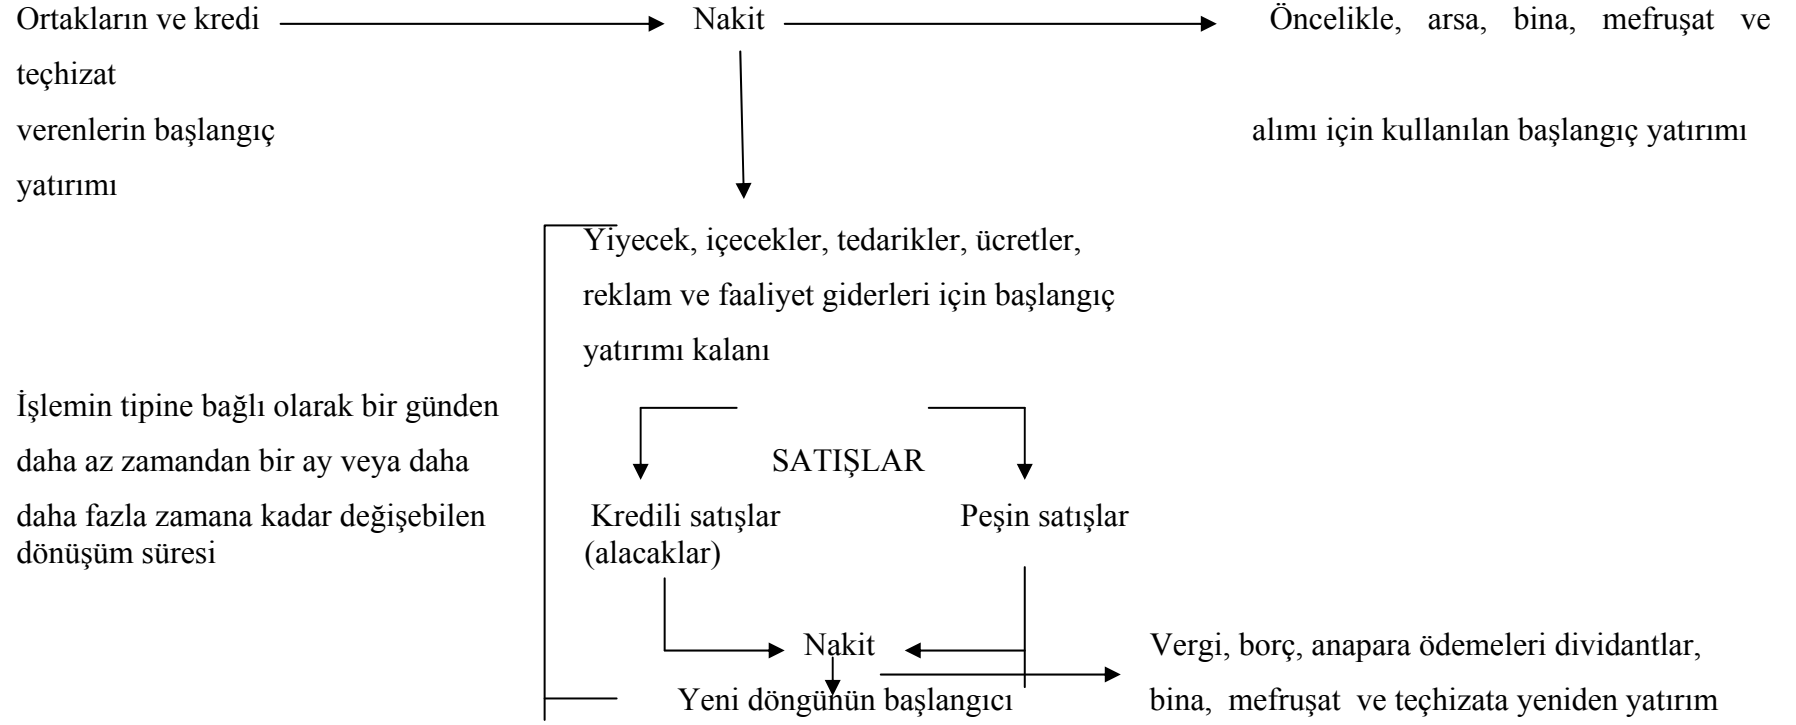 Ortakların ve kredi Nakit Öncelikle, arsa, bina, mefruşat ve
teçhizat
verenlerin başlangıç alımı için kullanılan başlangıç yatırımı
yatırımı
Yiyecek, içecekler, tedarikler, ücretler,
reklam ve faaliyet giderleri için başlangıç
yatırımı kalanı
İşlemin tipine bağlı olarak bir günden
daha az zamandan bir ay veya daha SATIŞLAR
daha fazla zamana kadar değişebilen Kredili satışlar Peşin satışlar
dönüşüm süresi (alacaklar)
Nakit Vergi, borç, anapara ödemeleri dividantlar,
Yeni döngünün başlangıcı bina, mefruşat ve teçhizata yeniden yatırım